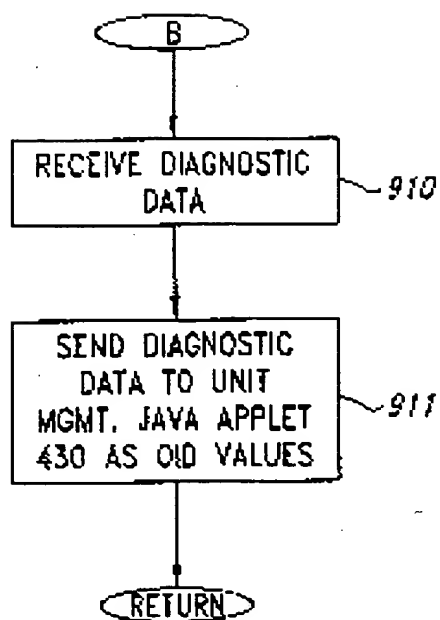 B
RECEIVE DIAGNOSTIC
DATA
910
SEND DIAGNOSTIC
DATA TO UNIT
MGMT. JAVA APPLET
430 AS OID VALUES
911
RETURN